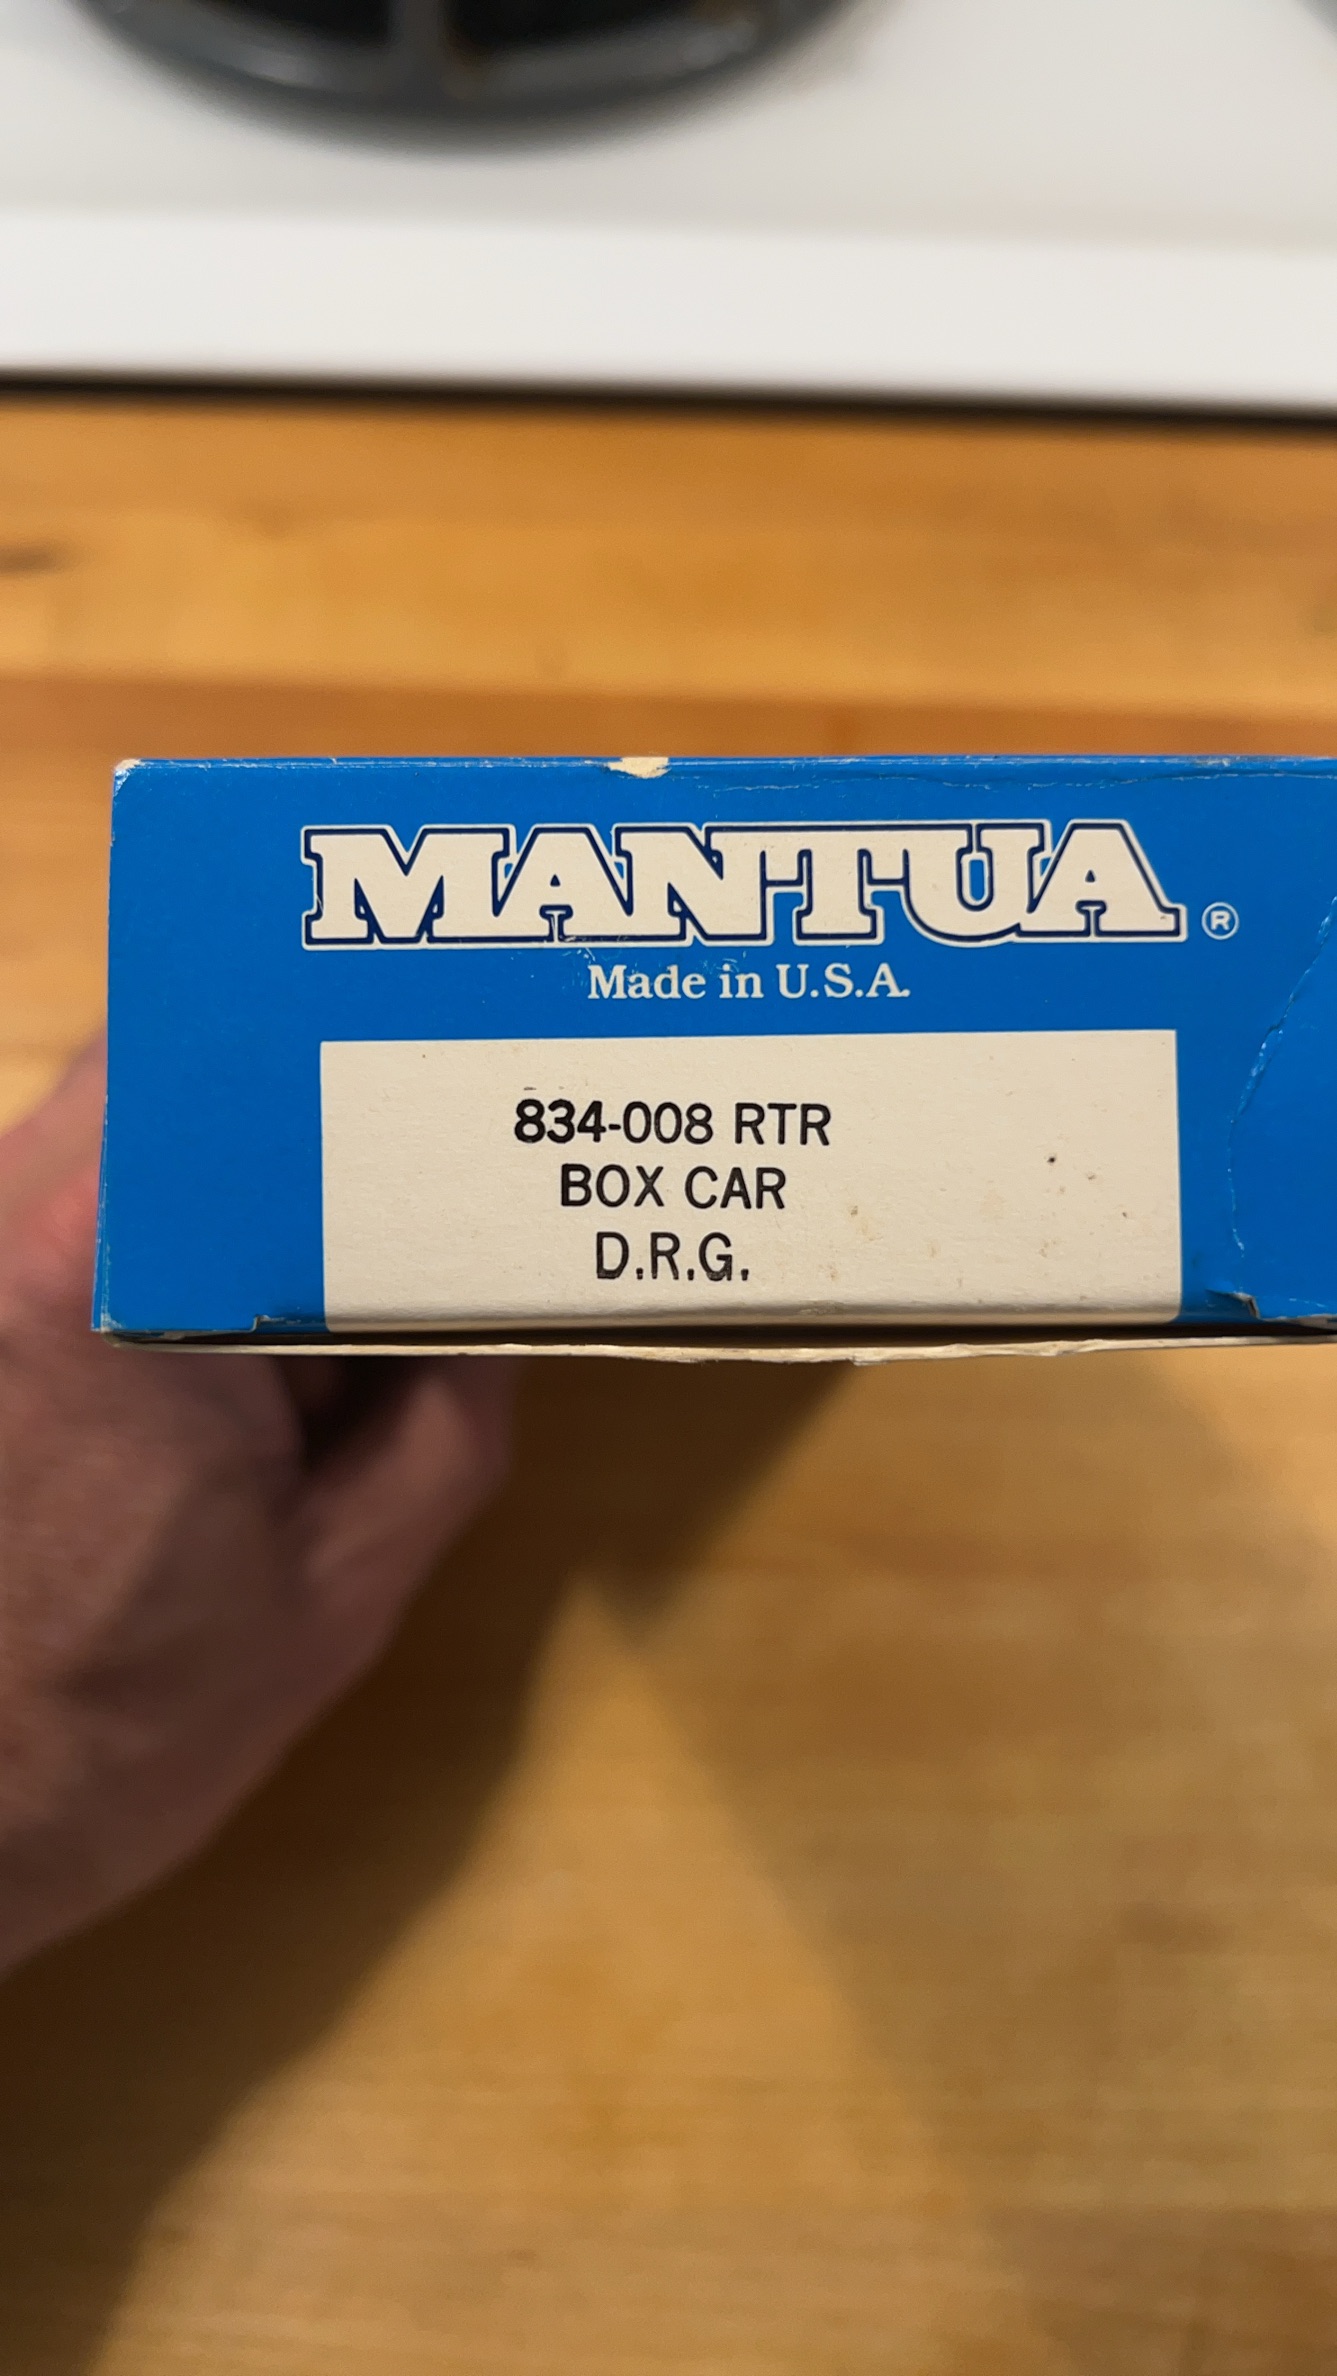 MANTUA ®
Made in U.S.A.
834-008 RTR
BOX CAR
D.R.G.